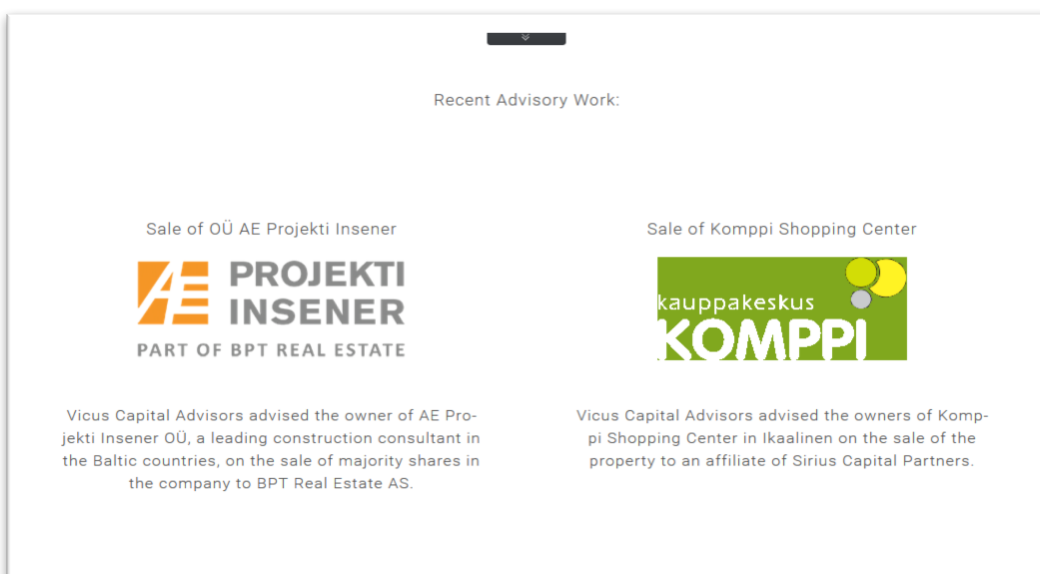 Recent Advisory Work:
Sale of OÜ AE Projekti Insener
AE PROJEKTI
INSENER
PART OF BPT REAL ESTATE
Vicus Capital Advisors advised the owner of AE Pro-
jekti Insener OÜ, a leading construction consultant in
the Baltic countries, on the sale of majority shares in
the company to BPT Real Estate AS.
Sale of Komppi Shopping Center
kauppakeskus
KOMPPI
Vicus Capital Advisors advised the owners of Komp-
pi Shopping Center in Ikaalinen on the sale of the
property to an affiliate of Sirius Capital Partners.